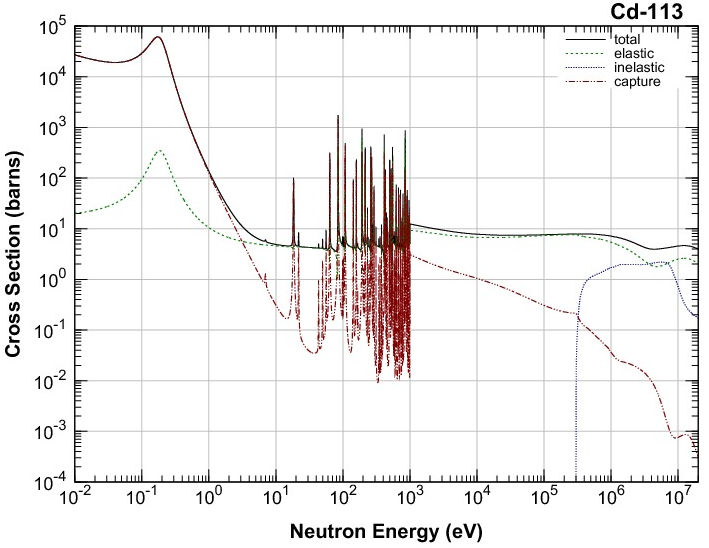 Cd-113
total
elastic
inelastic
capture
Cross Section (barns)
10^5
10^4
10^3
10^2
10^1
10^0
10^-1
10^-2
10^-3
10^-4
10^-2 10^-1 10^0 10^1 10^2 10^3 10^4 10^5 10^6 10^7
Neutron Energy (eV)